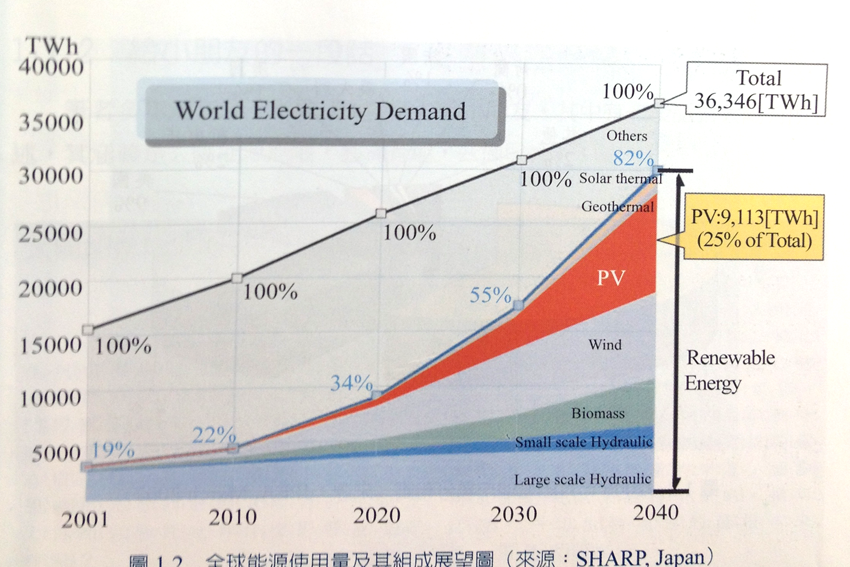 TWh
40000
35000
30000
25000
20000
15000
10000
5000
World Electricity Demand
100%
Total
36,346[TWh]
Others
82%
100%
Solar thermal
Geothermal
PV:9,113[TWh]
(25% of Total)
100%
PV
100%
55%
100%
Wind
Renewable
Energy
34%
Biomass
22%
19%
Small scale Hydraulic
Large scale Hydraulic
2001
2010
2020
2030
2040
圖 1.2 全球能源使用量及其組成展望圖（來源：SHARP, Japan）